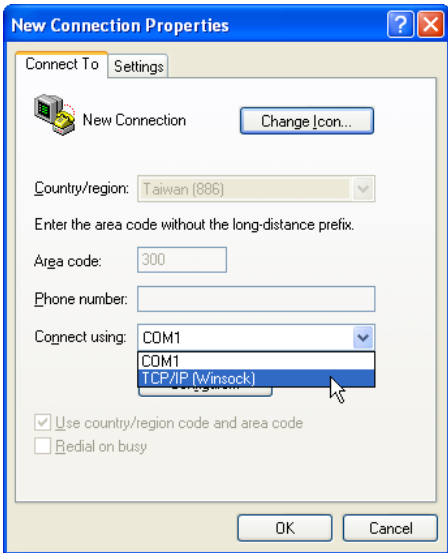 New Connection Properties
Connect To Settings
New Connection Change Icon...
Country/region: Taiwan (886)
Enter the area code without the long-distance prefix.
Area code: 300
Phone number:
Connect using: COM1
COM1
TCP/IP (Winsock)
Use country/region code and area code
Redial on busy
OK Cancel